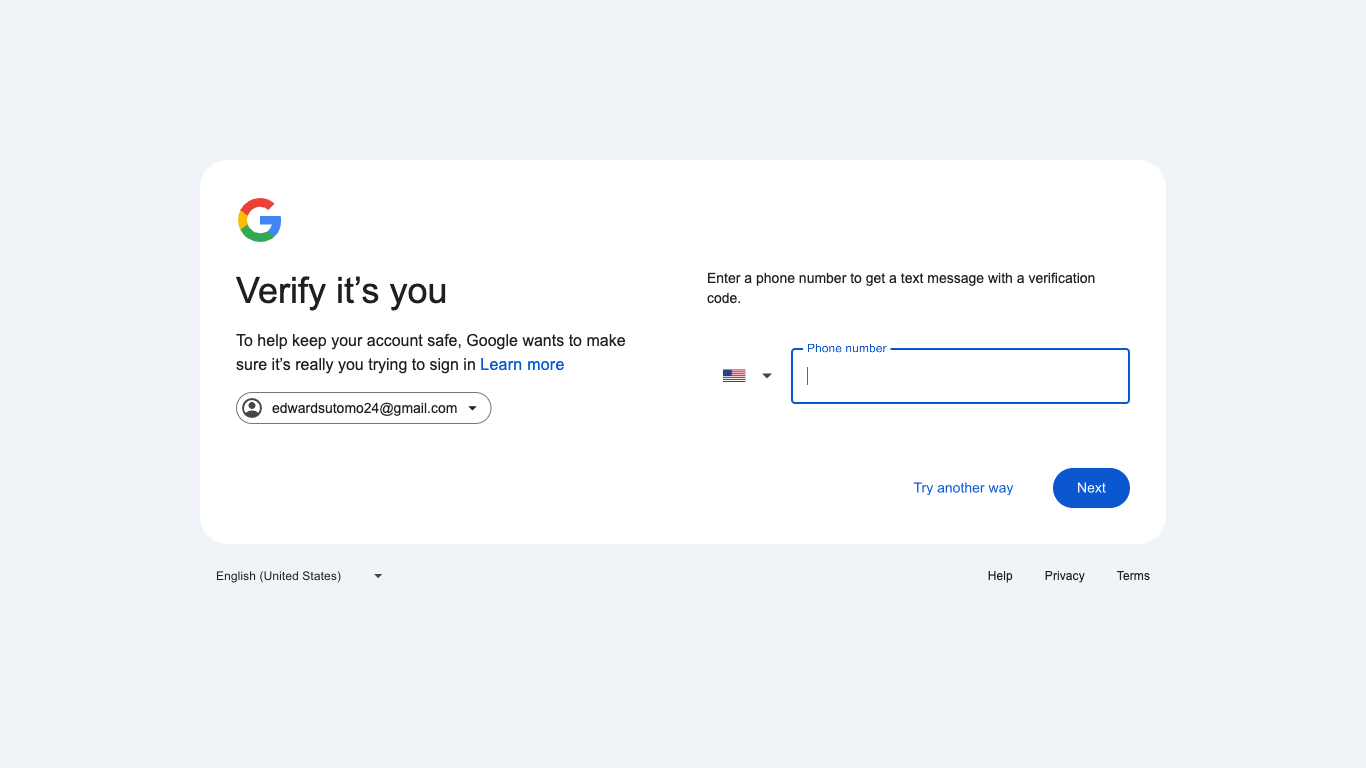 Verify it’s you
To help keep your account safe, Google wants to make
sure it’s really you trying to sign in Learn more
edwardsutomo24@gmail.com
Enter a phone number to get a text message with a verification
code.
Phone number
Try another way
Next
English (United States)
Help
Privacy
Terms